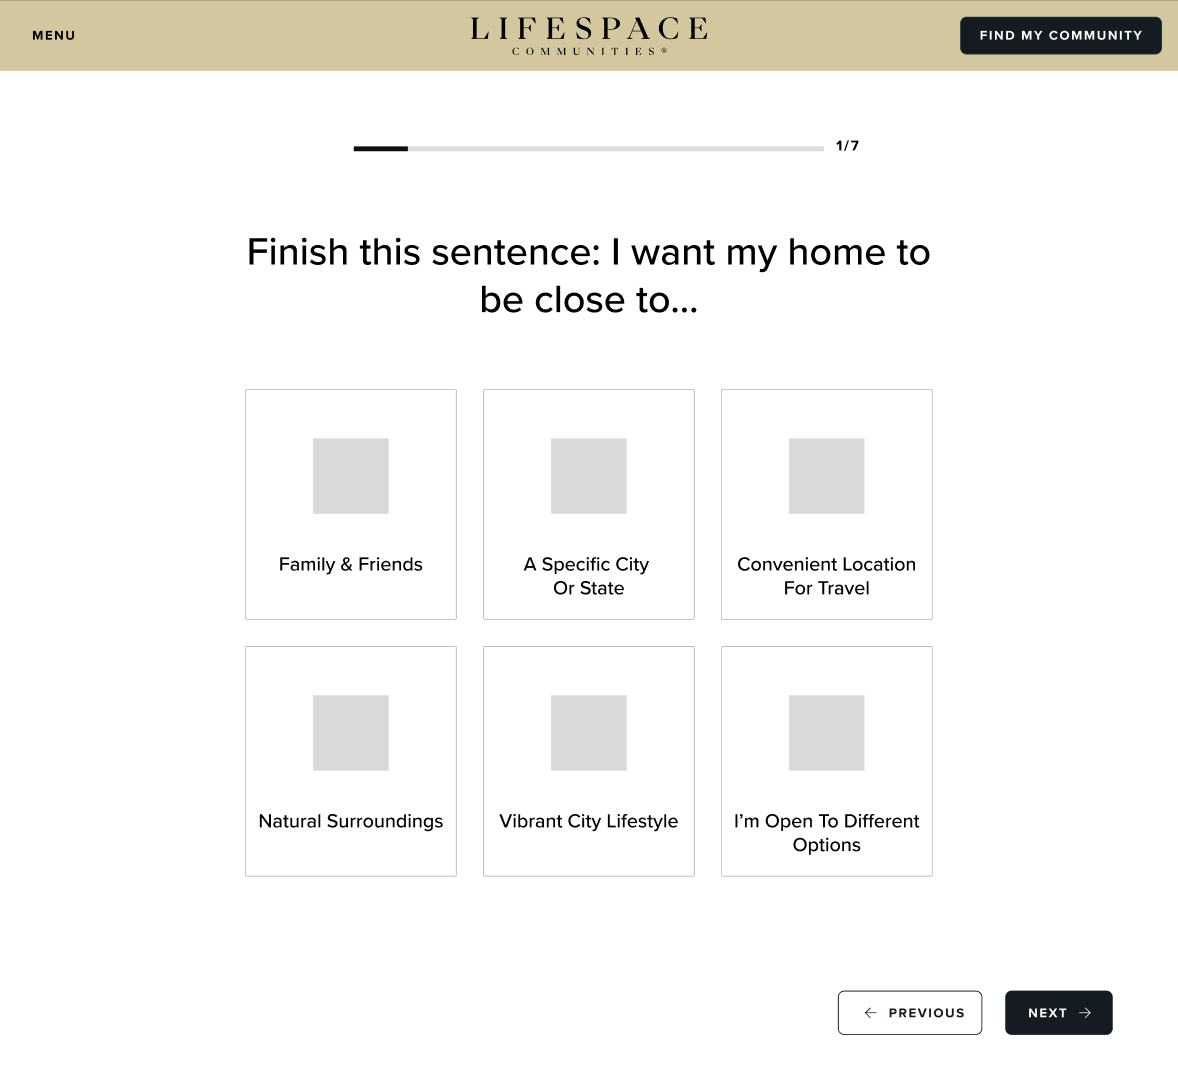 MENU
LIFESPACE
COMMUNITIES®
FIND MY COMMUNITY
1/7
Finish this sentence: I want my home to
be close to...
Family & Friends
A Specific City
Or State
Convenient Location
For Travel
Natural Surroundings
Vibrant City Lifestyle
I’m Open To Different
Options
← PREVIOUS
NEXT →